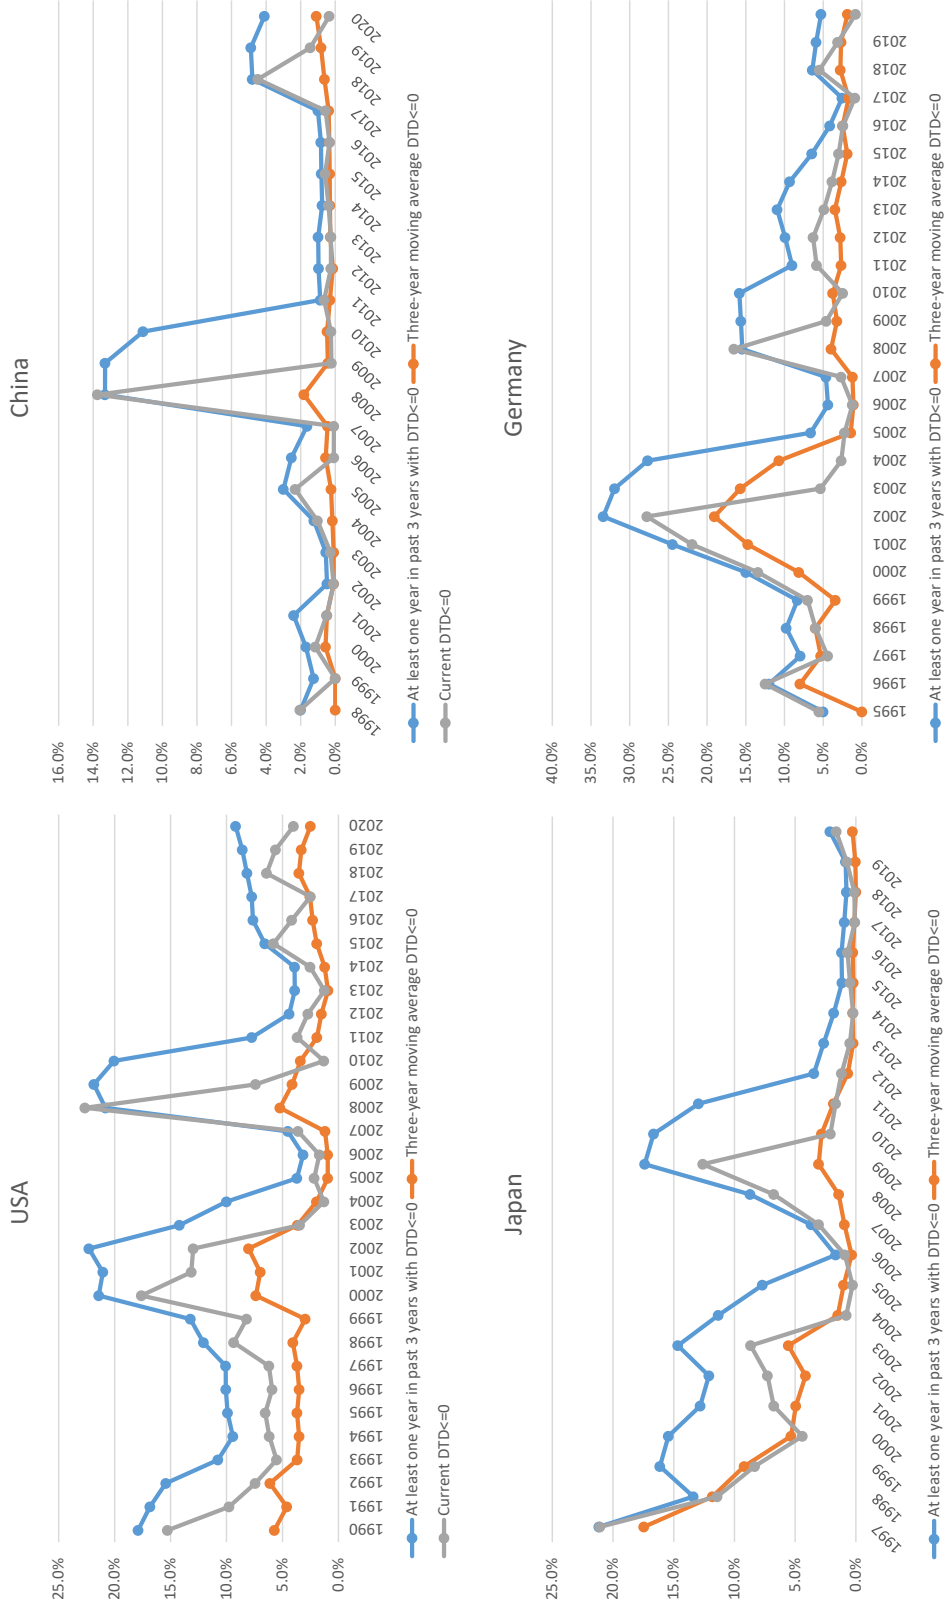 USA
25.0%
20.0%
15.0%
10.0%
5.0%
0.0%
1990 1991 1992 1993 1994 1995 1996 1997 1998 1999 2000 2001 2002 2003 2004 2005 2006 2007 2008 2009 2010 2011 2012 2013 2014 2015 2016 2017 2018 2019 2020
At least one year in past 3 years with DTD<=0 Three-year moving average DTD<=0
Current DTD<=0
China
16.0%
14.0%
12.0%
10.0%
8.0%
6.0%
4.0%
2.0%
0.0%
1998 1999 2000 2001 2002 2003 2004 2005 2006 2007 2008 2009 2010 2011 2012 2013 2014 2015 2016 2017 2018 2019 2020
At least one year in past 3 years with DTD<=0 Three-year moving average DTD<=0
Current DTD<=0
Japan
25.0%
20.0%
15.0%
10.0%
5.0%
0.0%
1997 1998 1999 2000 2001 2002 2003 2004 2005 2006 2007 2008 2009 2010 2011 2012 2013 2014 2015 2016 2017 2018 2019
At least one year in past 3 years with DTD<=0 Three-year moving average DTD<=0
Germany
40.0%
35.0%
30.0%
25.0%
20.0%
15.0%
10.0%
5.0%
0.0%
1995 1996 1997 1998 1999 2000 2001 2002 2003 2004 2005 2006 2007 2008 2009 2010 2011 2012 2013 2014 2015 2016 2017 2018 2019
At least one year in past 3 years with DTD<=0 Three-year moving average DTD<=0